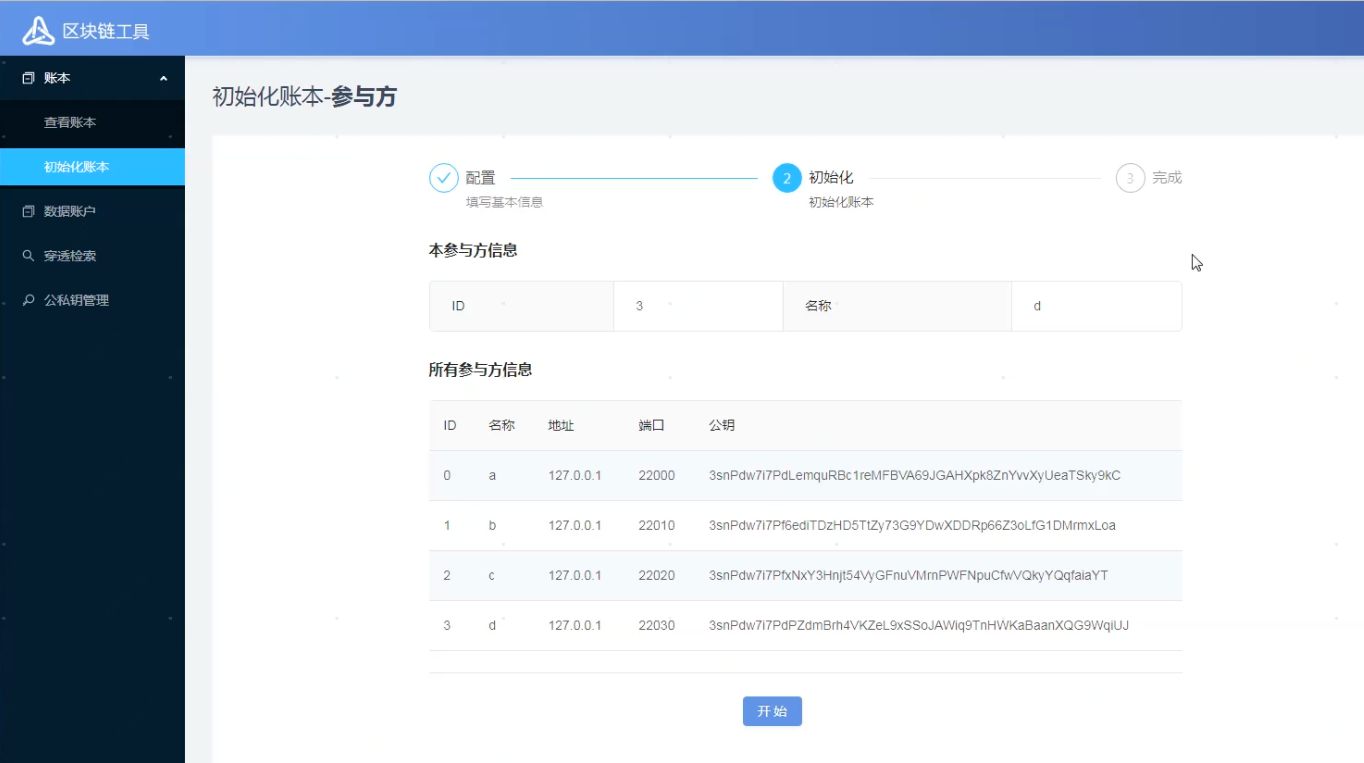 区块链工具
账本
查看账本
初始化账本
数据账户
穿透检索
公私钥管理
初始化账本-参与方
配置
填写基本信息
2 初始化
初始化账本
3 完成
本参与方信息
ID 3 名称 d
所有参与方信息
ID 名称 地址 端口 公钥
0 a 127.0.0.1 22000 3snPdw7i7PdLemquRBc1reMFBVA69JGAHXpk8ZnYvvXyUeaTSky9kC
1 b 127.0.0.1 22010 3snPdw7i7Pf6ediTDzHD5TtZy73G9YDwXDDRp66Z3oLfG1DMrmxLoa
2 c 127.0.0.1 22020 3snPdw7i7PfxNxY3Hnjt54VyGFnuVMrnPWFNpuCfwVQkyYQqfaiaYT
3 d 127.0.0.1 22030 3snPdw7i7PdPZdmBrh4VKZeL9xSSoJAWiq9TnHWKaBaanXQG9WqiUJ
开 始